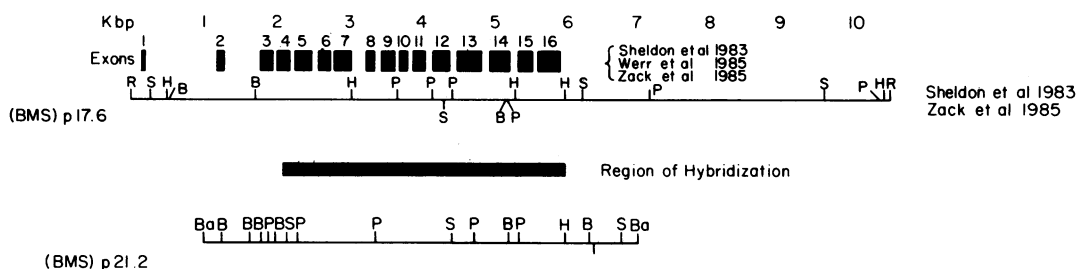 Kbp 1 2 3 4 5 6 7 8 9 10
1 2 3 4 5 6 7 8 9 10 11 12 13 14 15 16
Exons
Sheldon et al 1983
Werr et al 1985
Zack et al 1985
R S H B B H P P P H H S P S P H R
S B P
(BMS) p17.6
Sheldon et al 1983
Zack et al 1985
Region of Hybridization
Ba B B B P B S P P S P B P H B S Ba
(BMS) p21.2